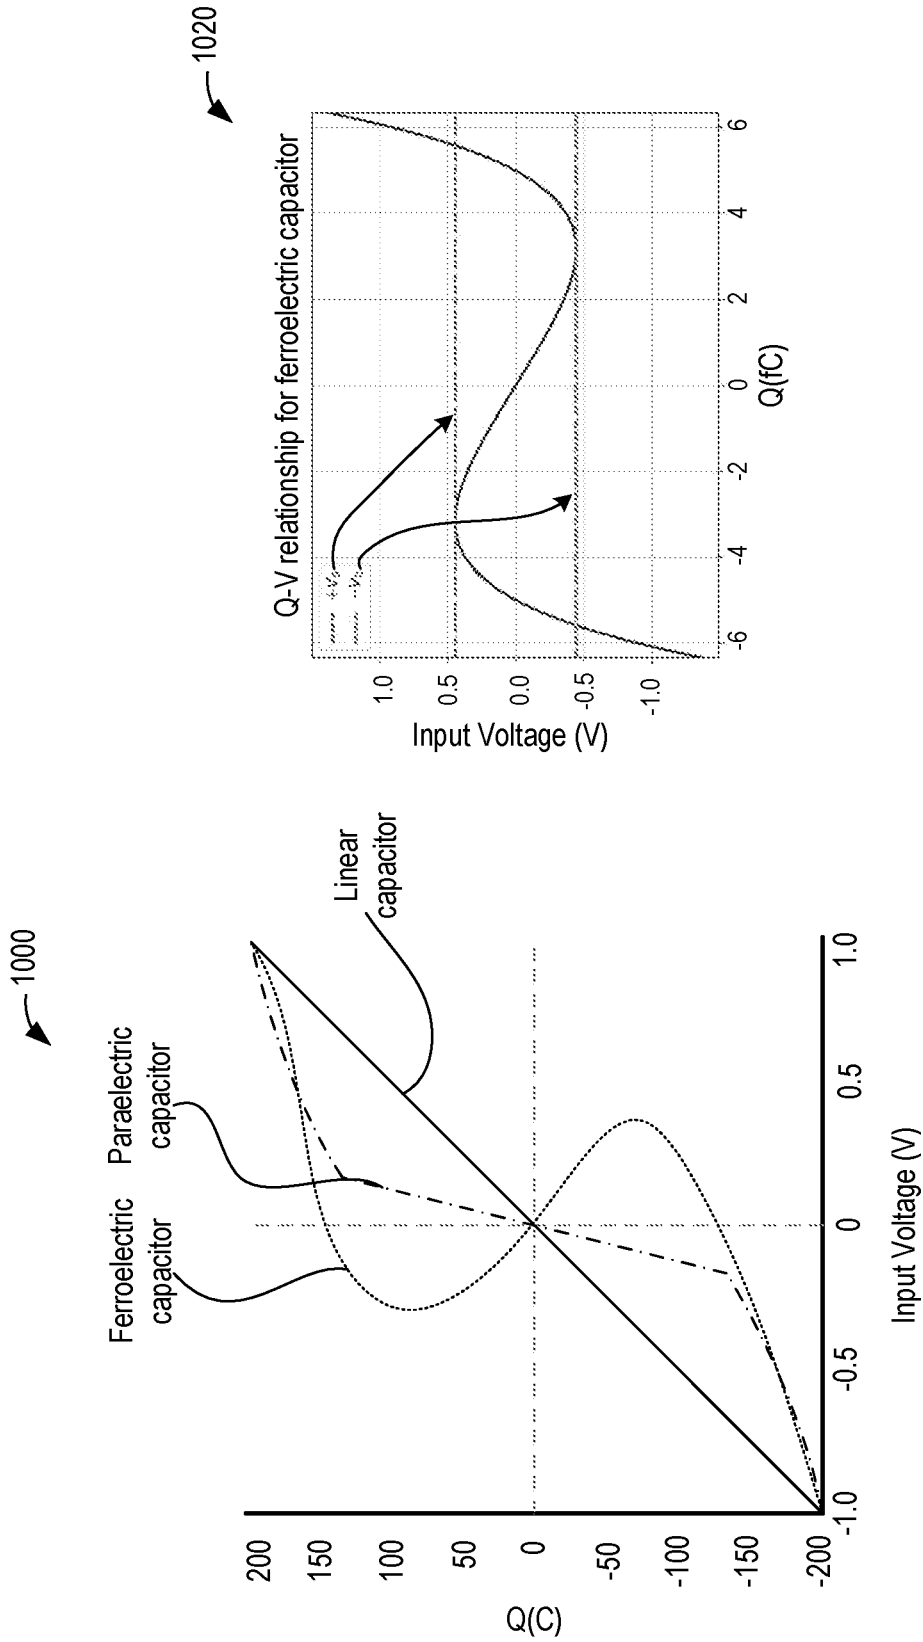 1000
Ferroelectric
capacitor
Paraelectric
capacitor
Linear
capacitor
Q(C)
200
150
100
50
0
-50
-100
-150
-200
-1.0
-0.5
0
0.5
1.0
Input Voltage (V)
1020
Q-V relationship for ferroelectric capacitor
Input Voltage (V)
1.0
0.5
0.0
-0.5
-1.0
-6
-4
-2
0
2
4
6
Q(fC)